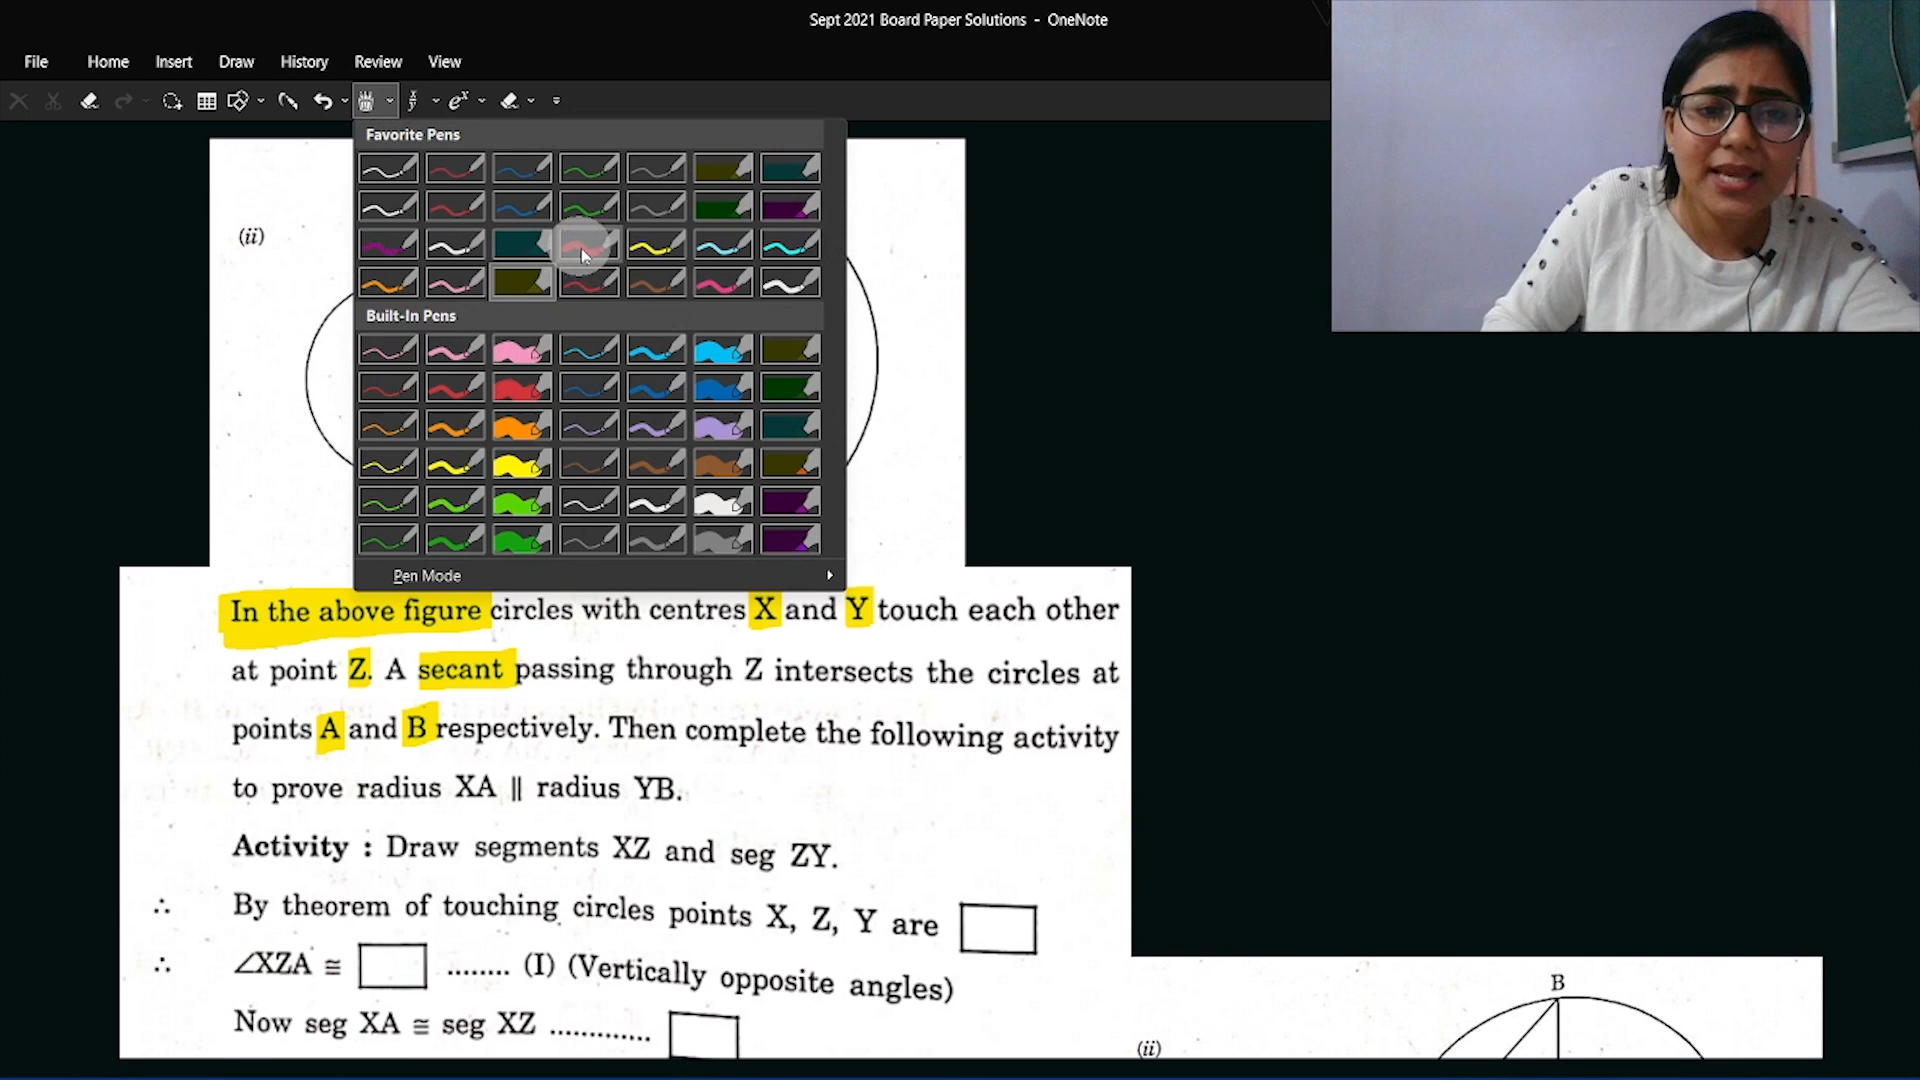 Sept 2021 Board Paper Solutions - OneNote
File Home Insert Draw History Review View
Favorite Pens
Built-In Pens
Pen Mode
(ii)
In the above figure circles with centres X and Y touch each other
at point Z. A secant passing through Z intersects the circles at
points A and B respectively. Then complete the following activity
to prove radius XA || radius YB.
Activity : Draw segments XZ and seg ZY.
∴ By theorem of touching circles points X, Z, Y are
∴ ∠XZA ≅ ........ (I) (Vertically opposite angles)
Now seg XA ≅ seg XZ ............
B
(ii)